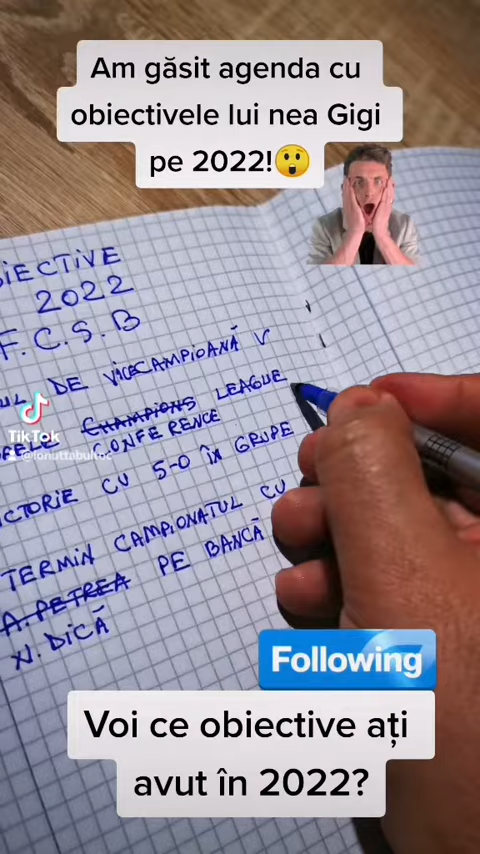 Am găsit agenda cu
obiectivele lui nea Gigi
pe 2022!😲
IECTIVE
2022
F.C.S.B
UL DE VICECAMPIOANĂ V
CHAMPIONS LEAGUE
CONFERENCE
ICTORIE CU 5-0 ÎN GRUPE
TERMIN CAMPIONATUL CU
A. PETREA PE BANCĂ
N. DICĂ
TikTok
Following
Voi ce obiective ați
avut în 2022?